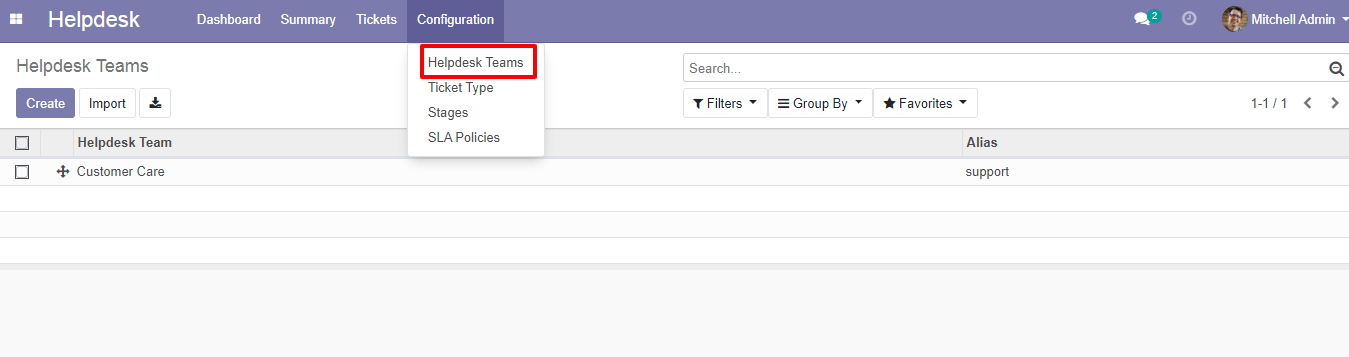 Helpdesk Dashboard Summary Tickets Configuration 2 Mitchell Admin
Helpdesk Teams
Helpdesk Teams
Search...
Ticket Type
Create Import Filters Group By Favorites 1-1 / 1
Stages
SLA Policies
Helpdesk Team Alias
Customer Care support